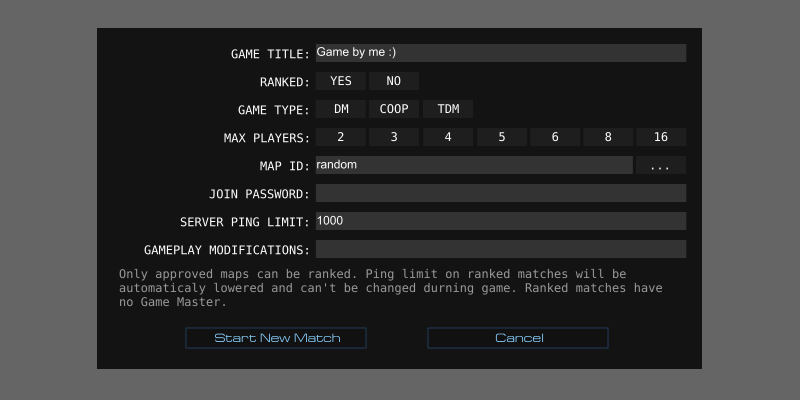 GAME TITLE: Game by me :)
RANKED: YES NO
GAME TYPE: DM COOP TDM
MAX PLAYERS: 2 3 4 5 6 8 16
MAP ID: random ...
JOIN PASSWORD:
SERVER PING LIMIT: 1000
GAMEPLAY MODIFICATIONS:
Only approved maps can be ranked. Ping limit on ranked matches will be
automaticaly lowered and can't be changed durning game. Ranked matches have
no Game Master.
Start New Match Cancel